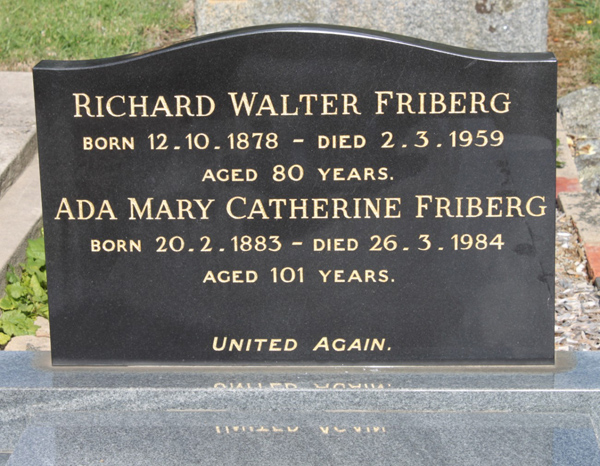 RICHARD WALTER FRIBERG
BORN 12.10.1878 - DIED 2.3.1959
AGED 80 YEARS.
ADA MARY CATHERINE FRIBERG
BORN 20.2.1883 - DIED 26.3.1984
AGED 101 YEARS.
UNITED AGAIN.